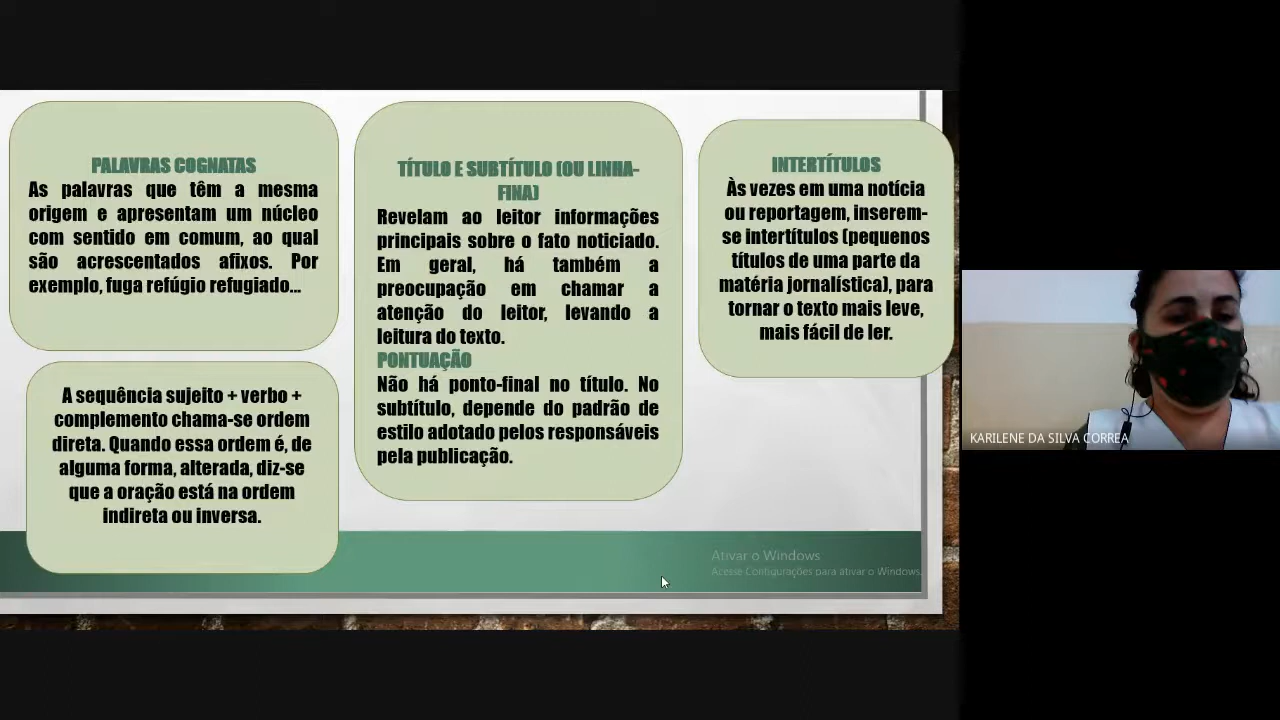 PALAVRAS COGNATAS
As palavras que têm a mesma
origem e apresentam um núcleo
com sentido em comum, ao qual
são acrescentados afixos. Por
exemplo, fuga refúgio refugiado...
A sequência sujeito + verbo +
complemento chama-se ordem
direta. Quando essa ordem é, de
alguma forma, alterada, diz-se
que a oração está na ordem
indireta ou inversa.
TÍTULO E SUBTÍTULO (OU LINHA-
FINA)
Revelam ao leitor informações
principais sobre o fato noticiado.
Em geral, há também a
preocupação em chamar a
atenção do leitor, levando a
leitura do texto.
PONTUAÇÃO
Não há ponto-final no título. No
subtítulo, depende do padrão de
estilo adotado pelos responsáveis
pela publicação.
INTERTÍTULOS
Às vezes em uma notícia
ou reportagem, inserem-
se intertítulos (pequenos
títulos de uma parte da
matéria jornalística), para
tornar o texto mais leve,
mais fácil de ler.
Ativar o Windows
Acesse Configurações para ativar o Windows.
KARILENE DA SILVA CORREA